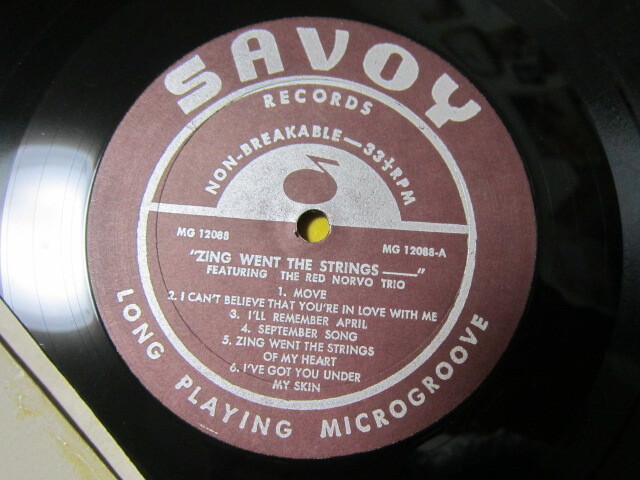 SAVOY
RECORDS
NON-BREAKABLE—33⅓ RPM
MG 12088
MG 12088-A
"ZING WENT THE STRINGS ——"
FEATURING THE RED NORVO TRIO
1. MOVE
2. I CAN'T BELIEVE THAT YOU'RE IN LOVE WITH ME
3. I'LL REMEMBER APRIL
4. SEPTEMBER SONG
5. ZING WENT THE STRINGS
OF MY HEART
6. I'VE GOT YOU UNDER
MY SKIN
LONG PLAYING MICROGROOVE